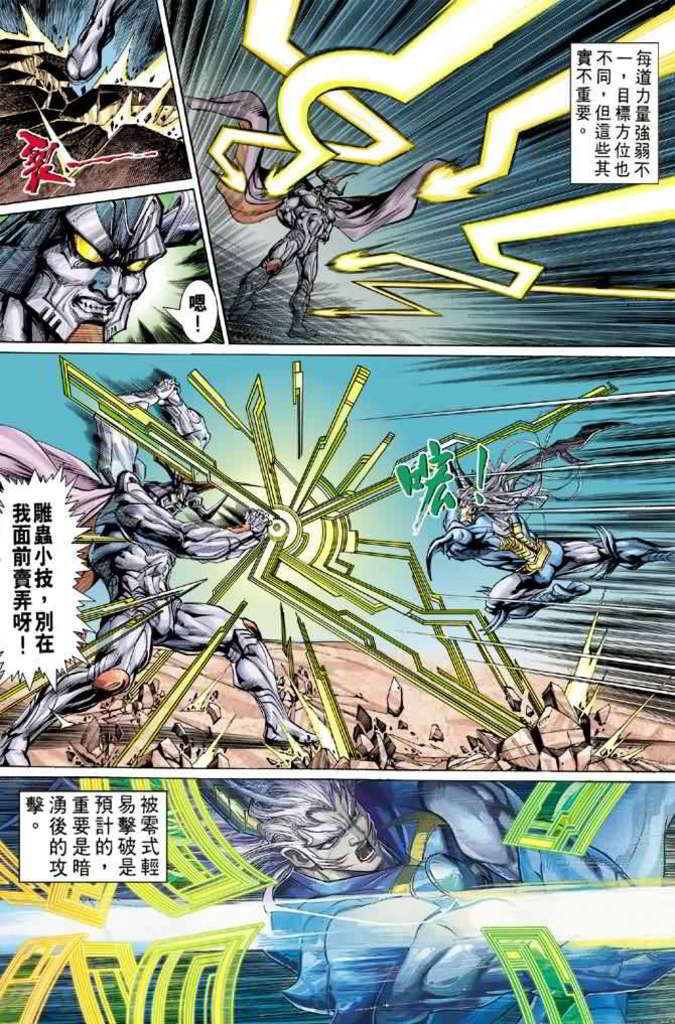 每道力量強弱不
一，目標方位也
不同，但這些其
實不重要。
裂
嗯！
喀！
雕蟲小技，別在
我面前賣弄呀！
被零式輕
易擊破是
預計的，
重要是暗
湧後的攻
擊。